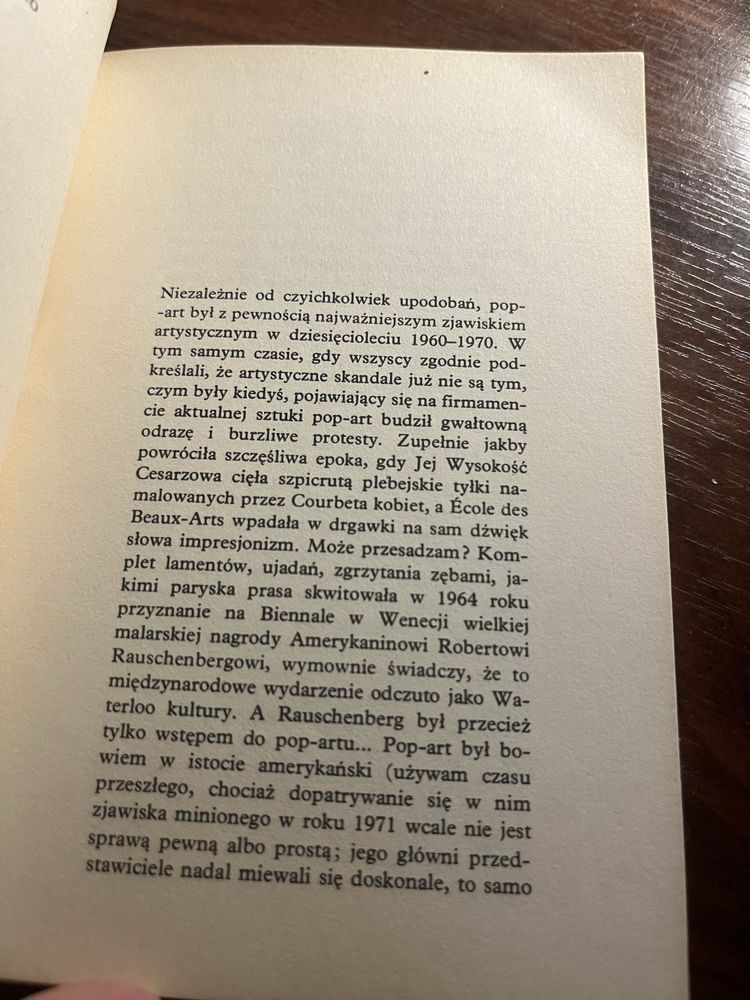 Niezależnie od czyichkolwiek upodobań, pop-
-art był z pewnością najważniejszym zjawiskiem
artystycznym w dziesięcioleciu 1960–1970. W
tym samym czasie, gdy wszyscy zgodnie pod-
kreślali, że artystyczne skandale już nie są tym,
czym były kiedyś, pojawiający się na firmamen-
cie aktualnej sztuki pop-art budził gwałtowną
odrazę i burzliwe protesty. Zupełnie jakby
powróciła szczęśliwa epoka, gdy Jej Wysokość
Cesarzowa cięła szpicrutą plebejskie tyłki na-
malowanych przez Courbeta kobiet, a École des
Beaux-Arts wpadała w drgawki na sam dźwięk
słowa impresjonizm. Może przesadzam? Kom-
plet lamentów, ujadań, zgrzytania zębami, ja-
kimi paryska prasa skwitowała w 1964 roku
przyznanie na Biennale w Wenecji wielkiej
malarskiej nagrody Amerykaninowi Robertowi
Rauschenbergowi, wymownie świadczy, że to
międzynarodowe wydarzenie odczuto jako Wa-
terloo kultury. A Rauschenberg był przecież
tylko wstępem do pop-artu... Pop-art był bo-
wiem w istocie amerykański (używam czasu
przeszłego, chociaż dopatrywanie się w nim
zjawiska minionego w roku 1971 wcale nie jest
sprawą pewną albo prostą; jego główni przed-
stawiciele nadal miewali się doskonale, to samo